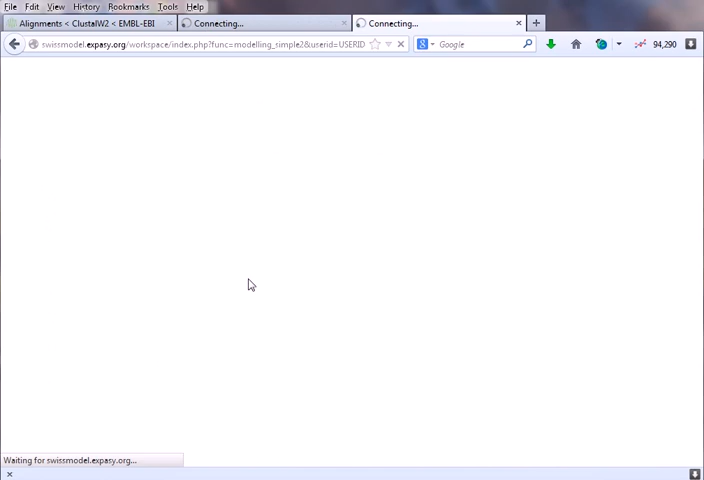 File Edit View History Bookmarks Tools Help
Alignments < ClustalW2 < EMBL-EBI × Connecting... × Connecting... × +
swissmodel.expasy.org/workspace/index.php?func=modelling_simple2&userid=USERID Google 94,290
Waiting for swissmodel.expasy.org...
×